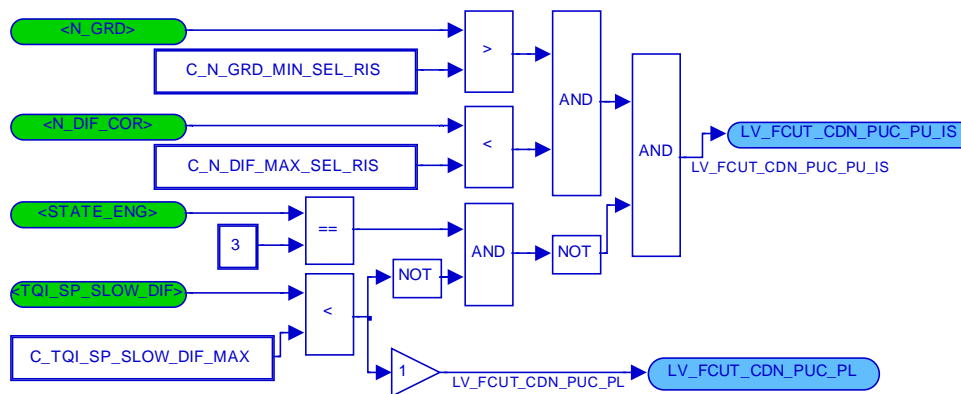 <N_GRD>
>
C_N_GRD_MIN_SEL_RIS
AND
<N_DIF_COR>
<
C_N_DIF_MAX_SEL_RIS
AND
LV_FCUT_CDN_PUC_PU_IS
LV_FCUT_CDN_PUC_PU_IS
<STATE_ENG>
==
3
AND
NOT
NOT
<TQI_SP_SLOW_DIF>
<
C_TQI_SP_SLOW_DIF_MAX
1
LV_FCUT_CDN_PUC_PL
LV_FCUT_CDN_PUC_PL